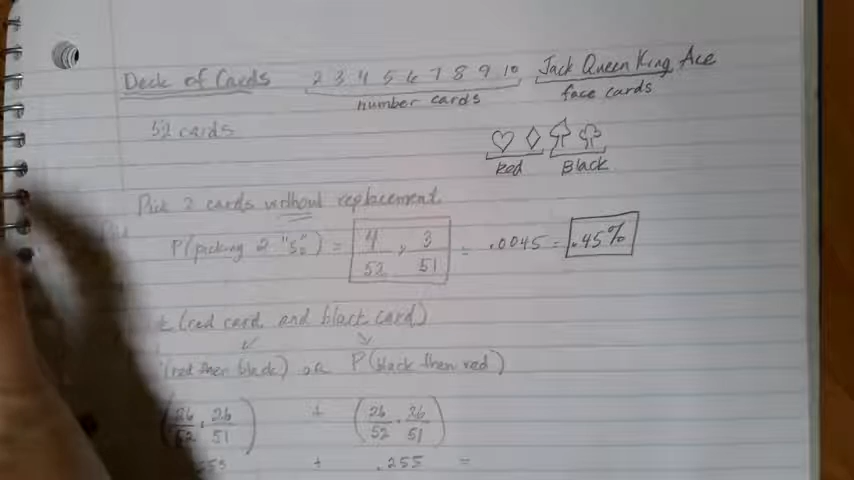 Deck of Cards 2 3 4 5 6 7 8 9 10 Jack Queen King Ace
number cards face cards
52 cards
Red Black
Pick 2 cards without replacement
P(picking 2 "5s") = 4/52 · 3/51 = .0045 = .45%
(red card and black card)
(red then black) or P(black then red)
(26/52 · 26/51) + (26/52 · 26/51)
+ .255 =